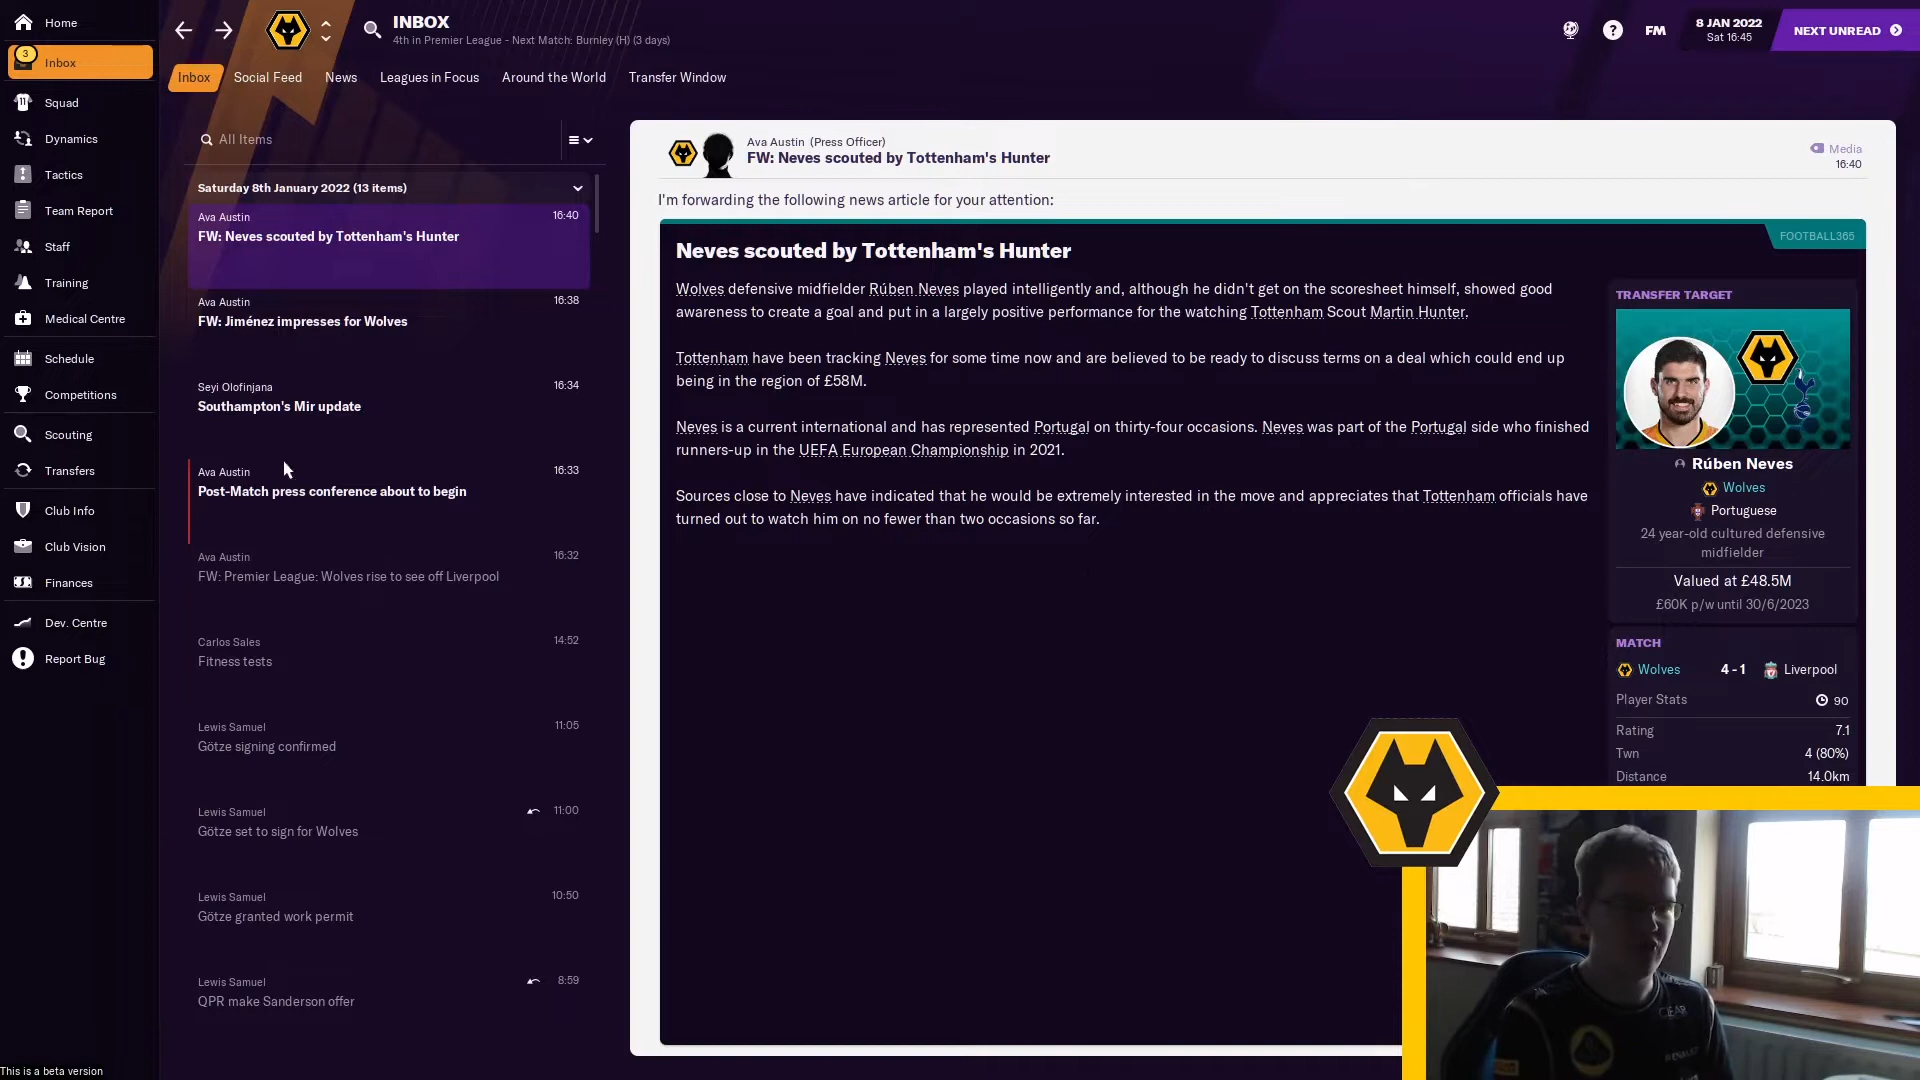 Home
3
Inbox
Squad
Dynamics
Tactics
Team Report
Staff
Training
Medical Centre
Schedule
Competitions
Scouting
Transfers
Club Info
Club Vision
Finances
Dev. Centre
Report Bug
This is a beta version
INBOX
4th in Premier League - Next Match: Burnley (H) (3 days)
FM
8 JAN 2022
Sat 16:45
NEXT UNREAD
Inbox Social Feed News Leagues in Focus Around the World Transfer Window
All Items
Saturday 8th January 2022 (13 items)
Ava Austin 16:40
FW: Neves scouted by Tottenham's Hunter
Ava Austin 16:38
FW: Jiménez impresses for Wolves
Seyi Olofinjana 16:34
Southampton's Mir update
Ava Austin 16:33
Post-Match press conference about to begin
Ava Austin 16:32
FW: Premier League: Wolves rise to see off Liverpool
Carlos Sales 14:52
Fitness tests
Lewis Samuel 11:05
Götze signing confirmed
Lewis Samuel 11:00
Götze set to sign for Wolves
Lewis Samuel 10:50
Götze granted work permit
Lewis Samuel 8:59
QPR make Sanderson offer
Ava Austin (Press Officer)
FW: Neves scouted by Tottenham's Hunter
Media
16:40
I'm forwarding the following news article for your attention:
FOOTBALL365
Neves scouted by Tottenham's Hunter
Wolves defensive midfielder Rúben Neves played intelligently and, although he didn't get on the scoresheet himself, showed good
awareness to create a goal and put in a largely positive performance for the watching Tottenham Scout Martin Hunter.
Tottenham have been tracking Neves for some time now and are believed to be ready to discuss terms on a deal which could end up
being in the region of £58M.
Neves is a current international and has represented Portugal on thirty-four occasions. Neves was part of the Portugal side who finished
runners-up in the UEFA European Championship in 2021.
Sources close to Neves have indicated that he would be extremely interested in the move and appreciates that Tottenham officials have
turned out to watch him on no fewer than two occasions so far.
TRANSFER TARGET
Rúben Neves
Wolves
Portuguese
24 year-old cultured defensive
midfielder
Valued at £48.5M
£60K p/w until 30/6/2023
MATCH
Wolves 4 - 1 Liverpool
Player Stats 90
Rating 7.1
Twn 4 (80%)
Distance 14.0km
CLEAR
RENAULT